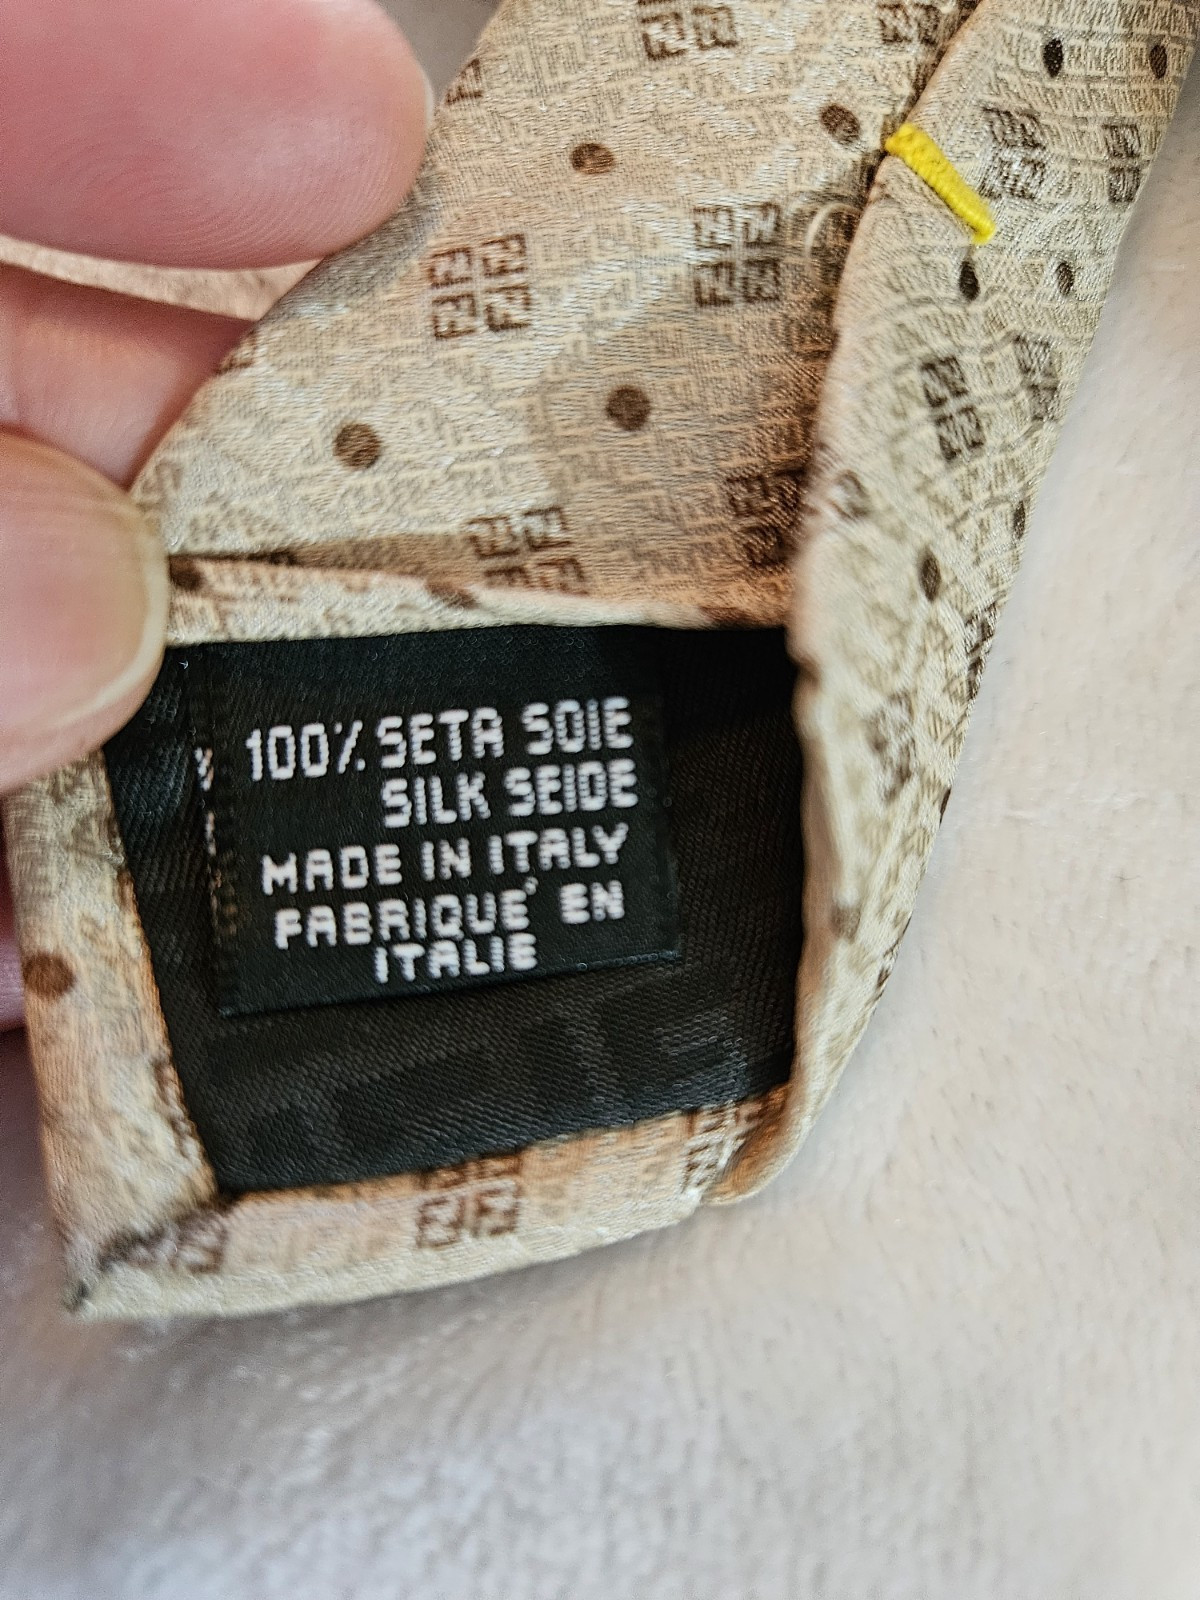 100% SETA SOIE
SILK SEIDE
MADE IN ITALY
FABRIQUE' EN
ITALIE